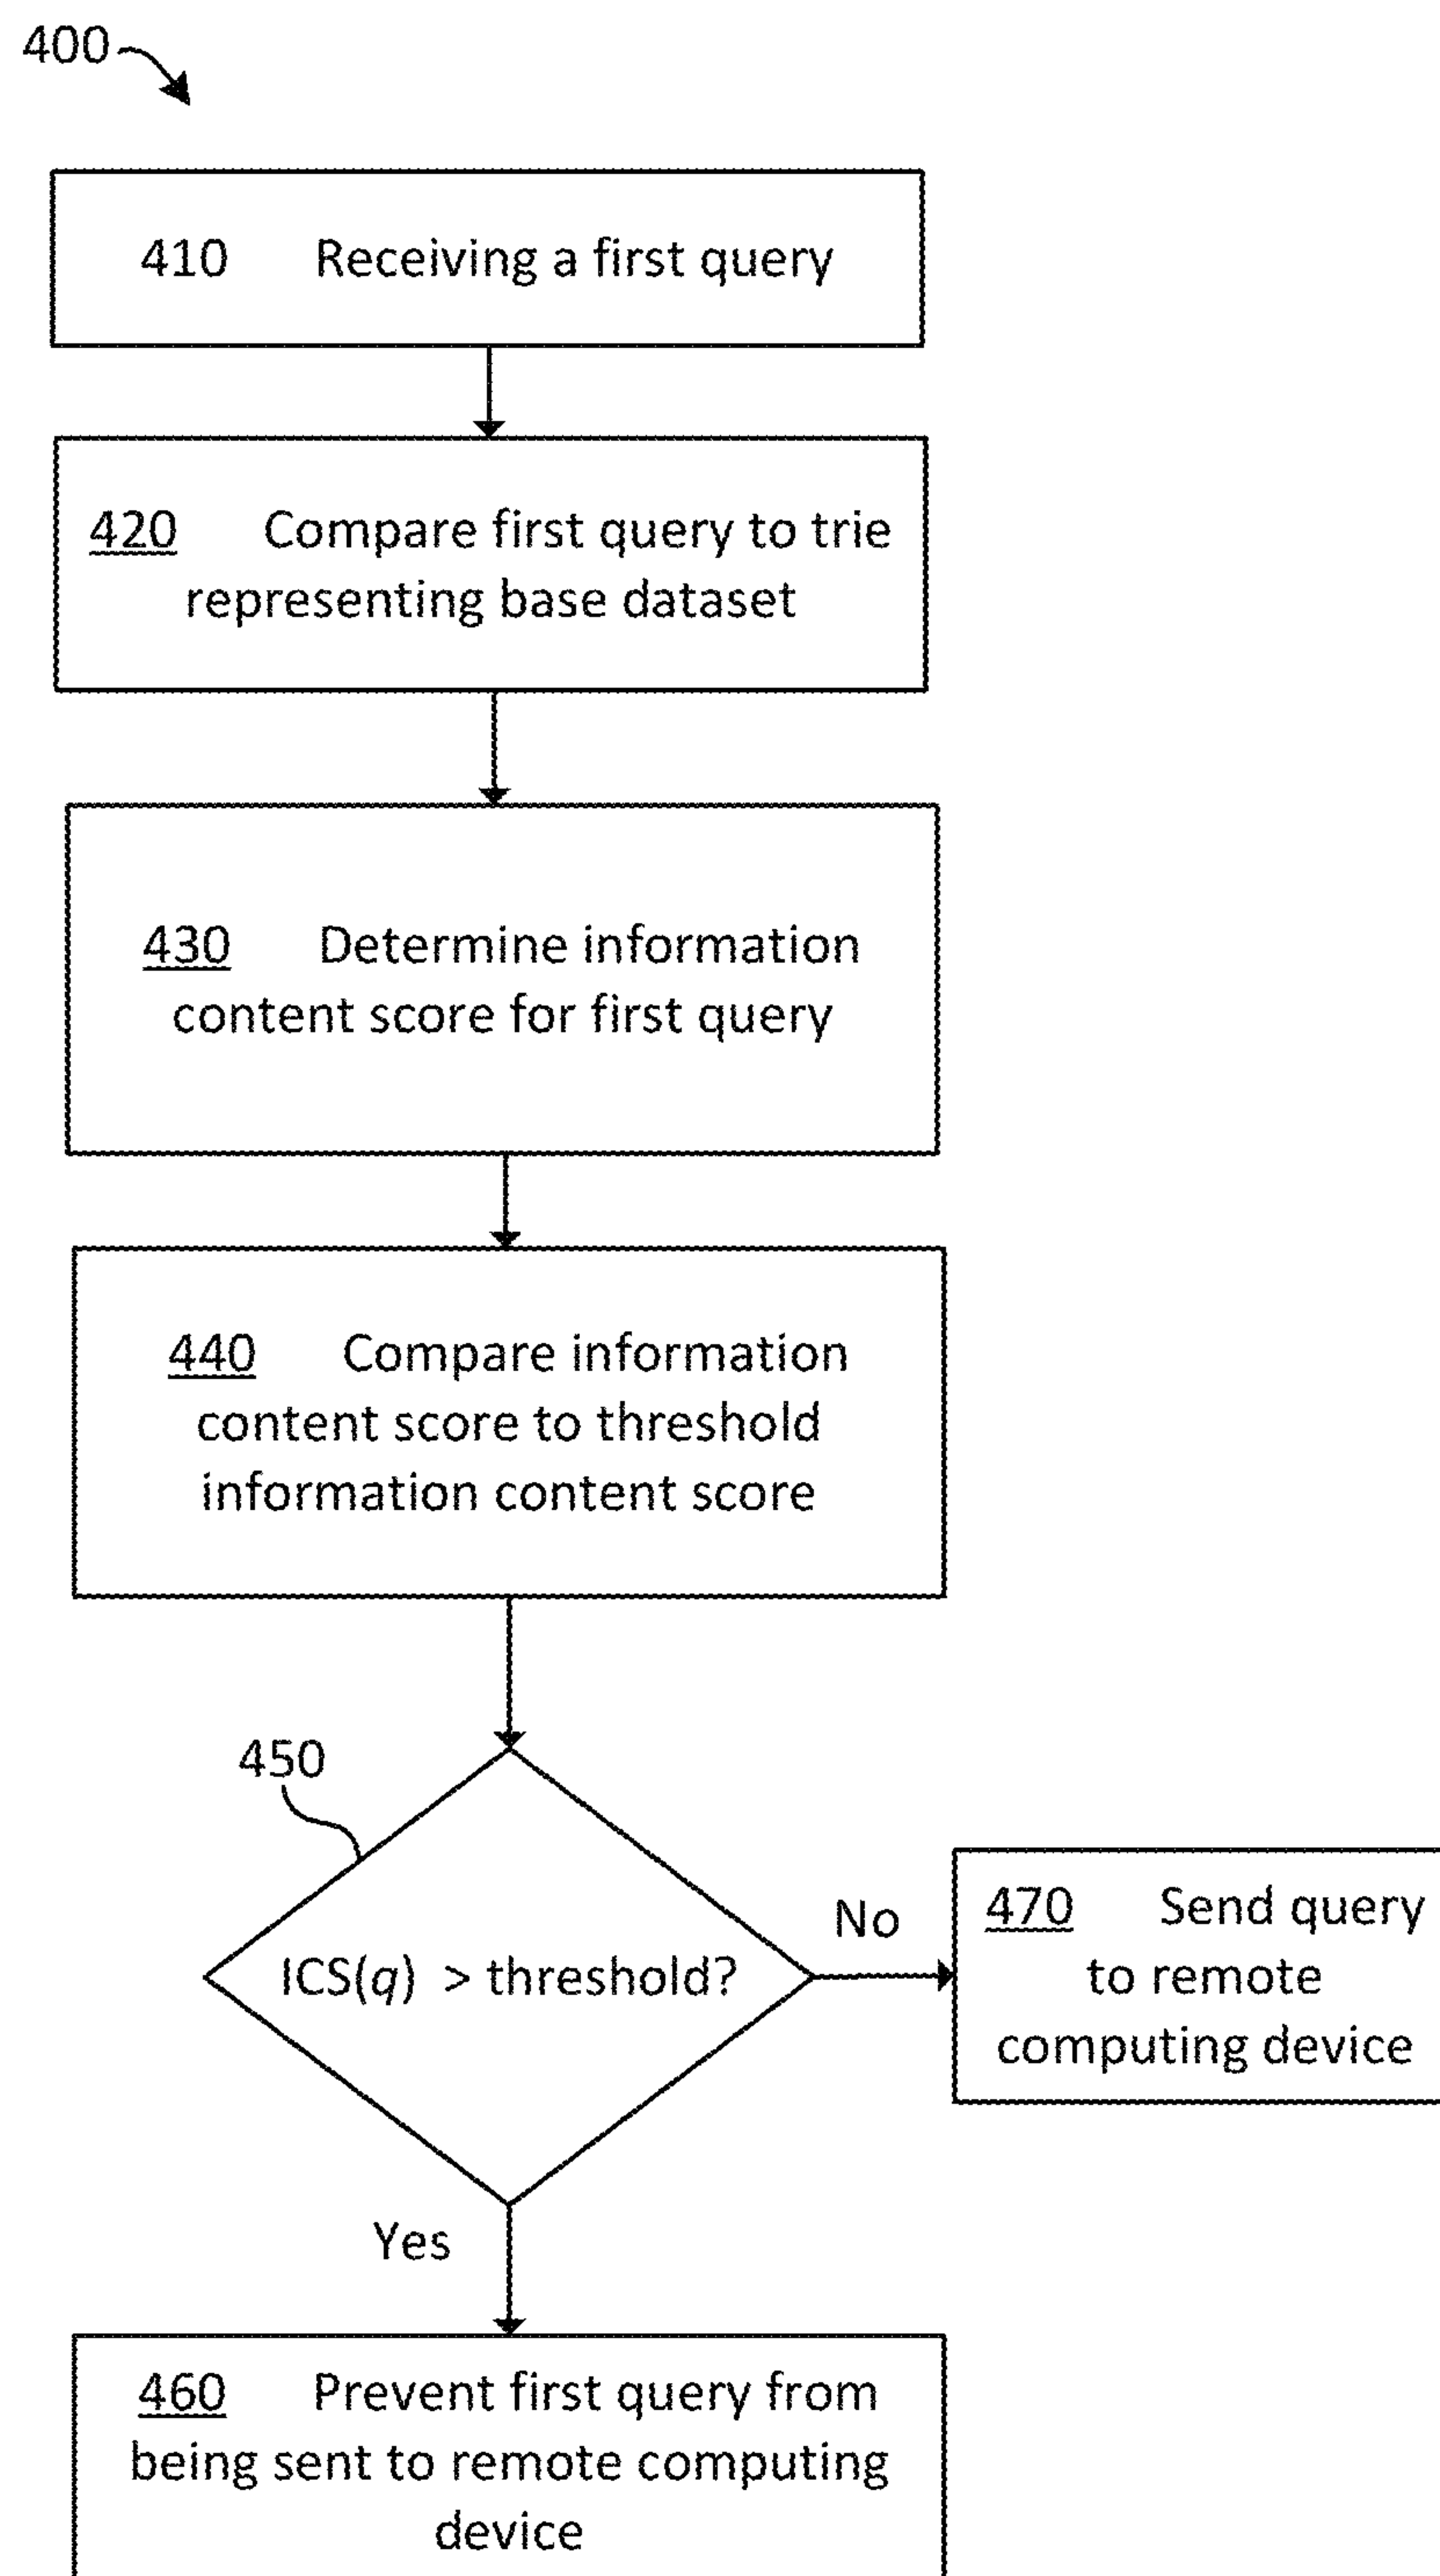 400
410 Receiving a first query
420 Compare first query to trie
representing base dataset
430 Determine information
content score for first query
440 Compare information
content score to threshold
information content score
450
ICS(q) > threshold?
No
470 Send query
to remote
computing device
Yes
460 Prevent first query from
being sent to remote computing
device